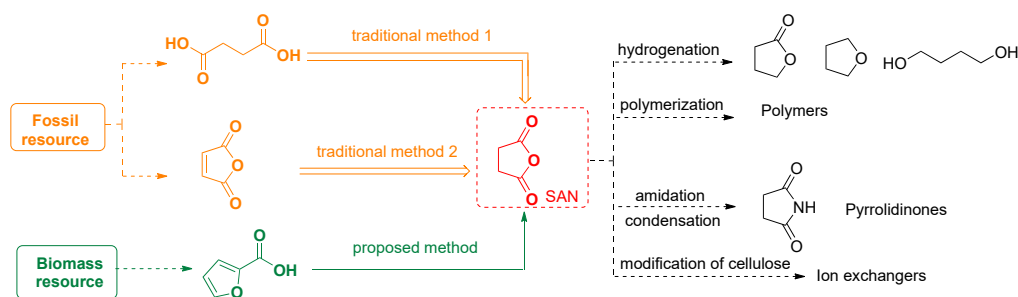 O
HO
OH
O
traditional method 1
Fossil
resource
O
O
O
traditional method 2
O
O
O
SAN
Biomass
resource
O
OH
O
proposed method
hydrogenation
O
O
O
HO
OH
polymerization
Polymers
amidation
condensation
O
NH
O
Pyrrolidinones
modification of cellulose
Ion exchangers